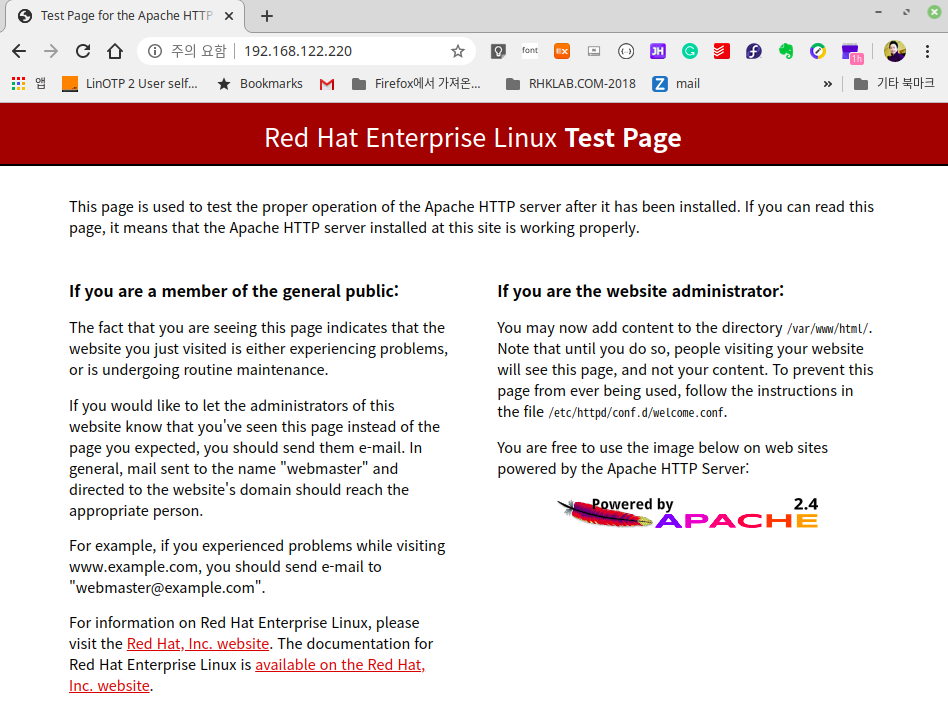 Test Page for the Apache HTTP
주의 요함
192.168.122.220
font
1h
앱
LinOTP 2 User self...
Bookmarks
Firefox에서 가져온...
RHKLAB.COM-2018
Z
mail
»
기타 북마크
Red Hat Enterprise Linux Test Page
This page is used to test the proper operation of the Apache HTTP server after it has been installed. If you can read this
page, it means that the Apache HTTP server installed at this site is working properly.
If you are a member of the general public:
The fact that you are seeing this page indicates that the
website you just visited is either experiencing problems,
or is undergoing routine maintenance.
If you would like to let the administrators of this
website know that you've seen this page instead of the
page you expected, you should send them e-mail. In
general, mail sent to the name "webmaster" and
directed to the website's domain should reach the
appropriate person.
For example, if you experienced problems while visiting
www.example.com, you should send e-mail to
"webmaster@example.com".
For information on Red Hat Enterprise Linux, please
visit the Red Hat, Inc. website. The documentation for
Red Hat Enterprise Linux is available on the Red Hat,
Inc. website.
If you are the website administrator:
You may now add content to the directory /var/www/html/.
Note that until you do so, people visiting your website
will see this page, and not your content. To prevent this
page from ever being used, follow the instructions in
the file /etc/httpd/conf.d/welcome.conf.
You are free to use the image below on web sites
powered by the Apache HTTP Server:
Powered by 2.4
APACHE